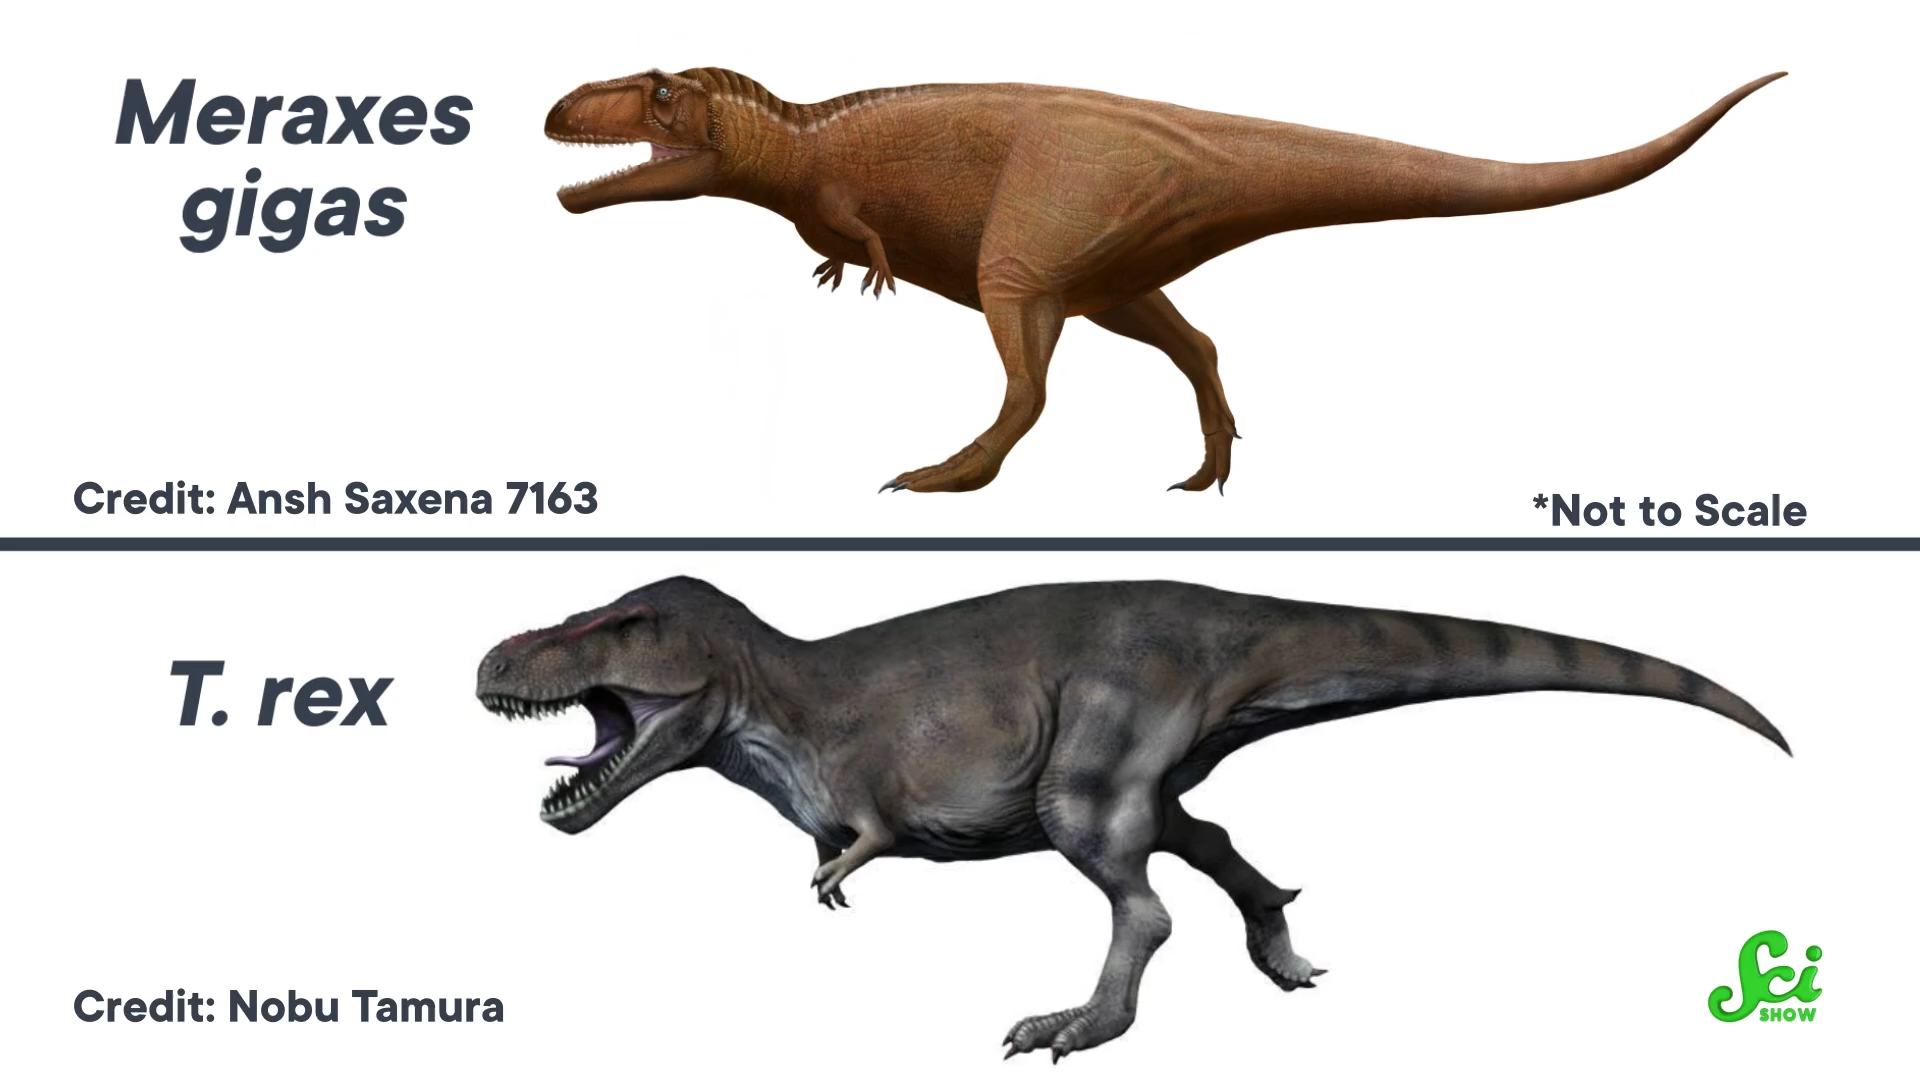 Meraxes
gigas
Credit: Ansh Saxena 7163
*Not to Scale
T. rex
Credit: Nobu Tamura
Sci
SHOW